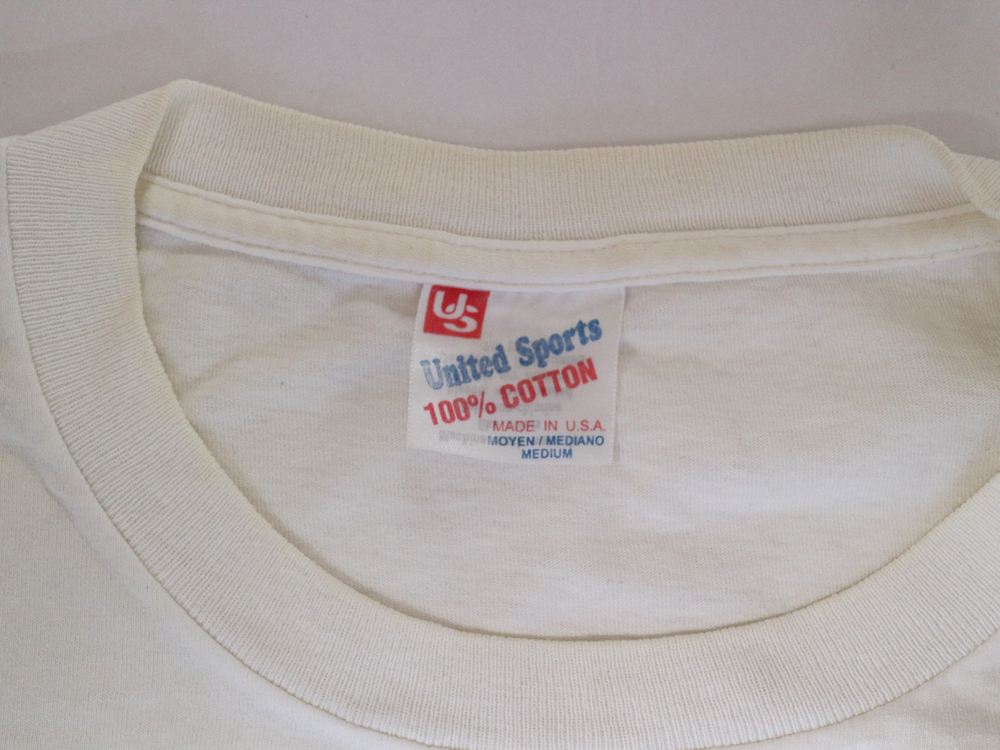 US
United Sports
100% COTTON
MADE IN U.S.A.
MOYEN / MEDIANO
MEDIUM